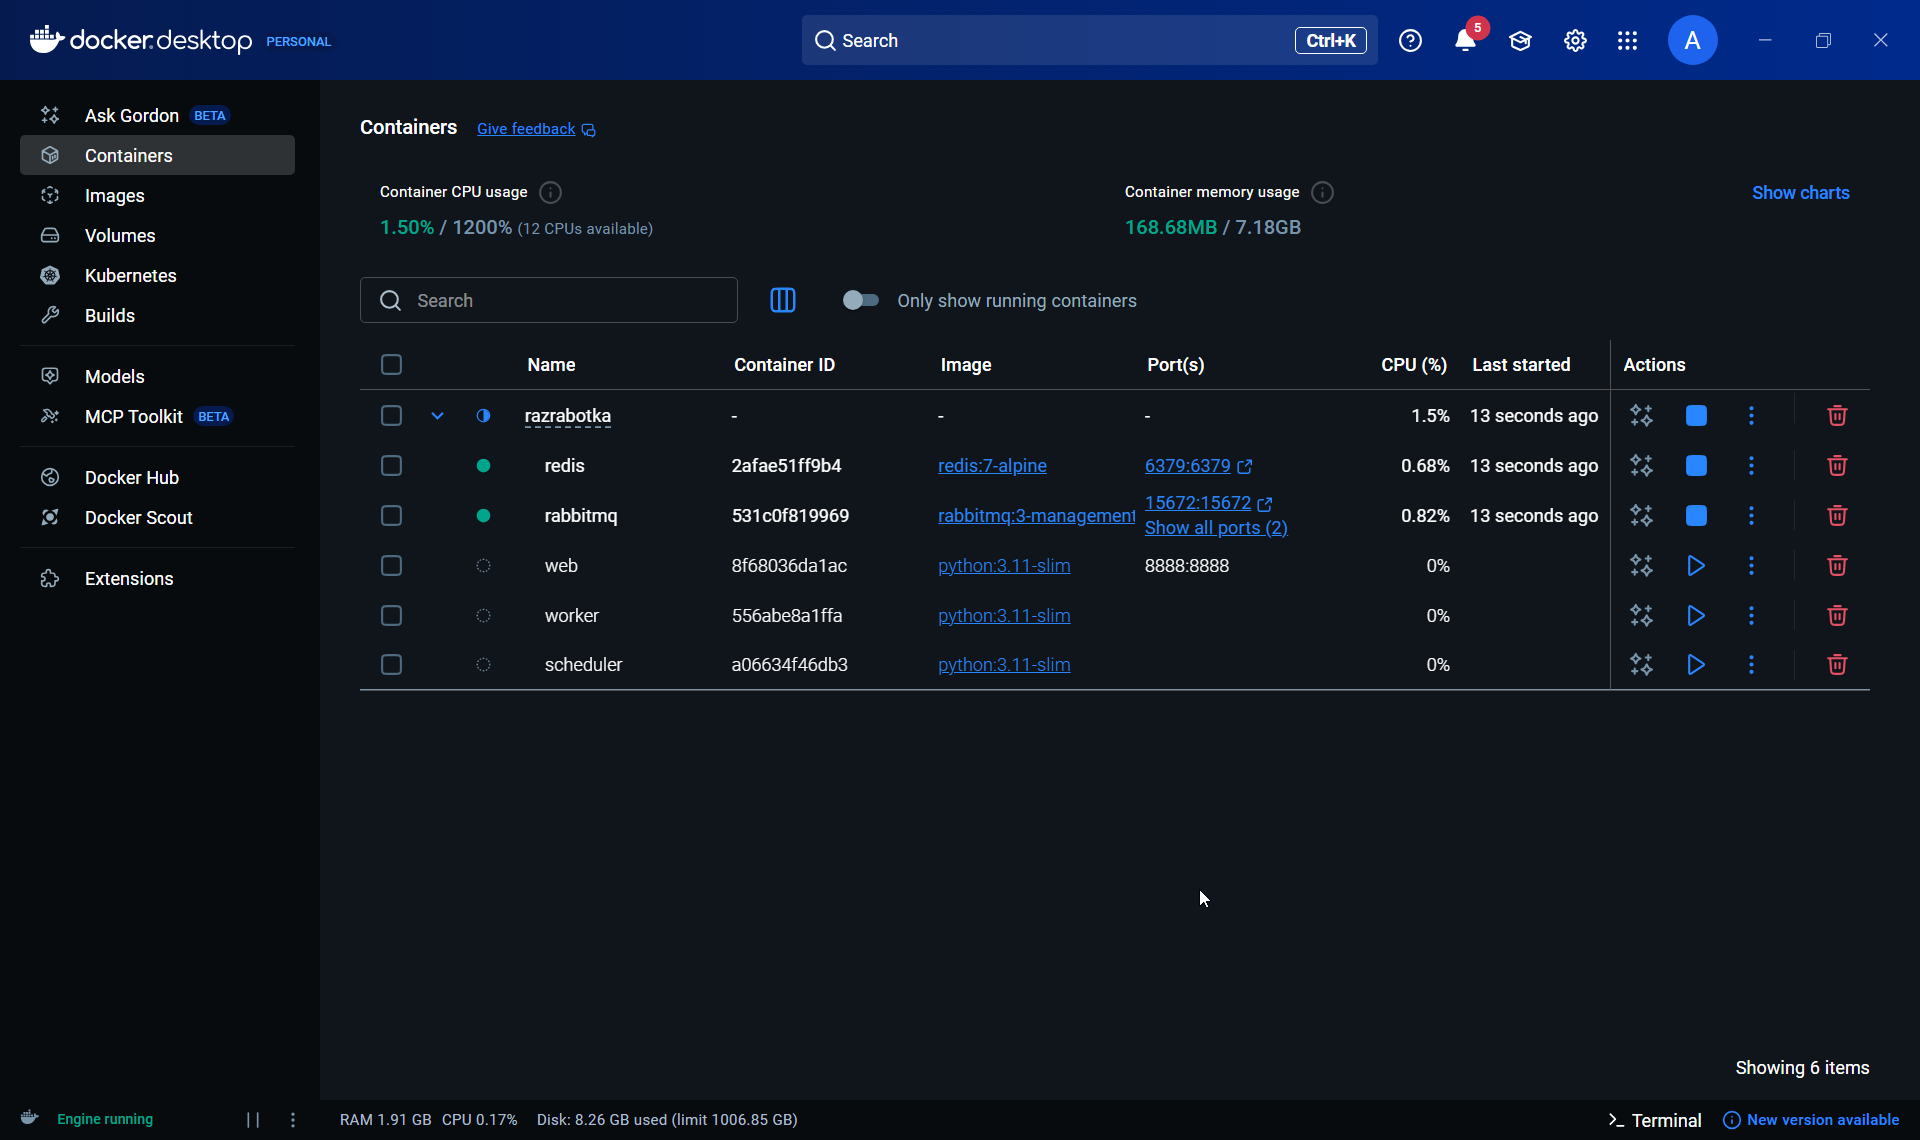 docker.desktop PERSONAL
Search
Ctrl+K
5
A
Ask Gordon BETA
Containers
Images
Volumes
Kubernetes
Builds
Models
MCP Toolkit BETA
Docker Hub
Docker Scout
Extensions
Containers Give feedback
Container CPU usage
1.50% / 1200% (12 CPUs available)
Container memory usage
168.68MB / 7.18GB
Show charts
Search
Only show running containers
Name Container ID Image Port(s) CPU (%) Last started Actions
razrabotka - - - 1.5% 13 seconds ago
redis 2afae51ff9b4 redis:7-alpine 6379:6379 0.68% 13 seconds ago
rabbitmq 531c0f819969 rabbitmq:3-management 15672:15672 0.82% 13 seconds ago
Show all ports (2)
web 8f68036da1ac python:3.11-slim 8888:8888 0%
worker 556abe8a1ffa python:3.11-slim 0%
scheduler a06634f46db3 python:3.11-slim 0%
Showing 6 items
Engine running
RAM 1.91 GB CPU 0.17% Disk: 8.26 GB used (limit 1006.85 GB)
Terminal
New version available